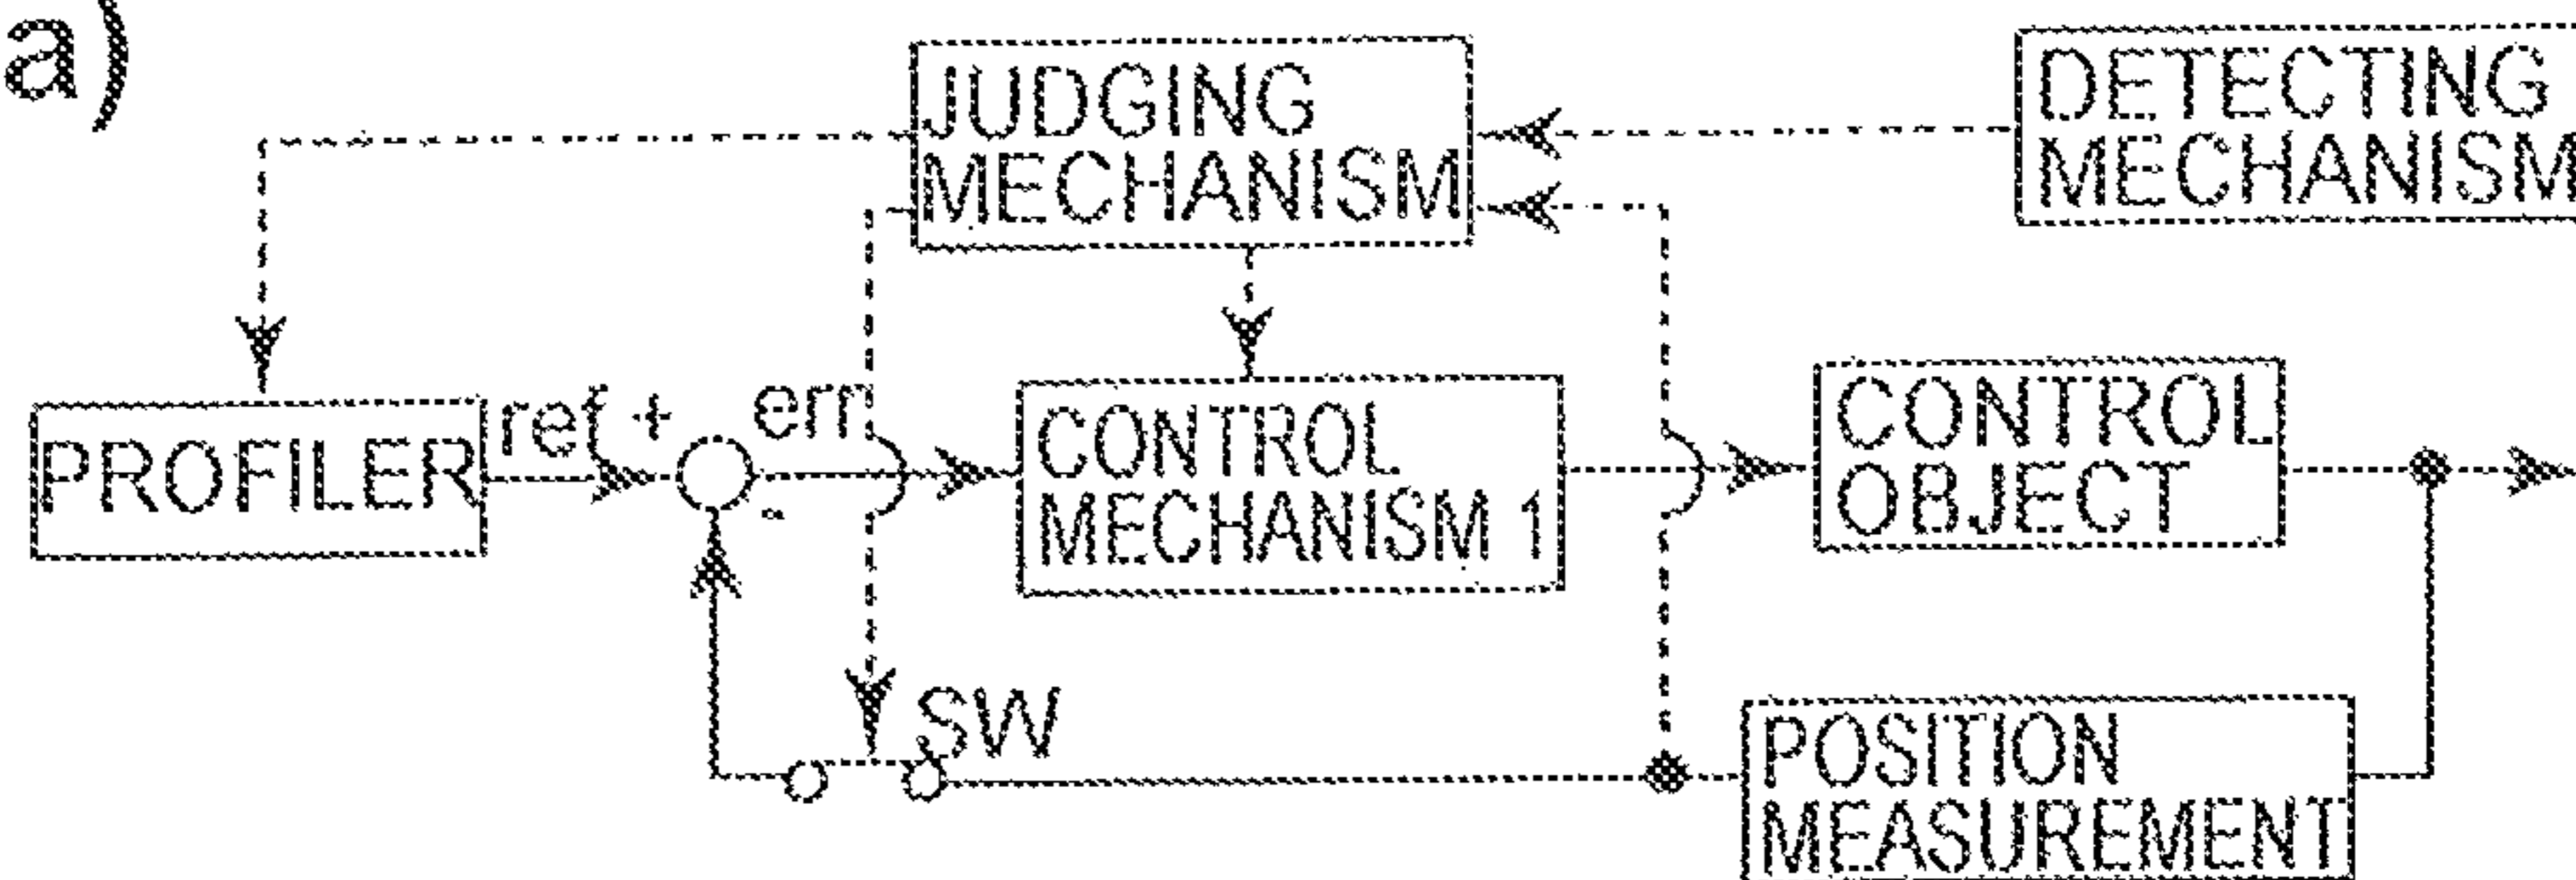 a)
JUDGING
MECHANISM
DETECTING
MECHANISM
PROFILER
ref +
err
-
CONTROL
MECHANISM 1
CONTROL
OBJECT
SW
POSITION
MEASUREMENT